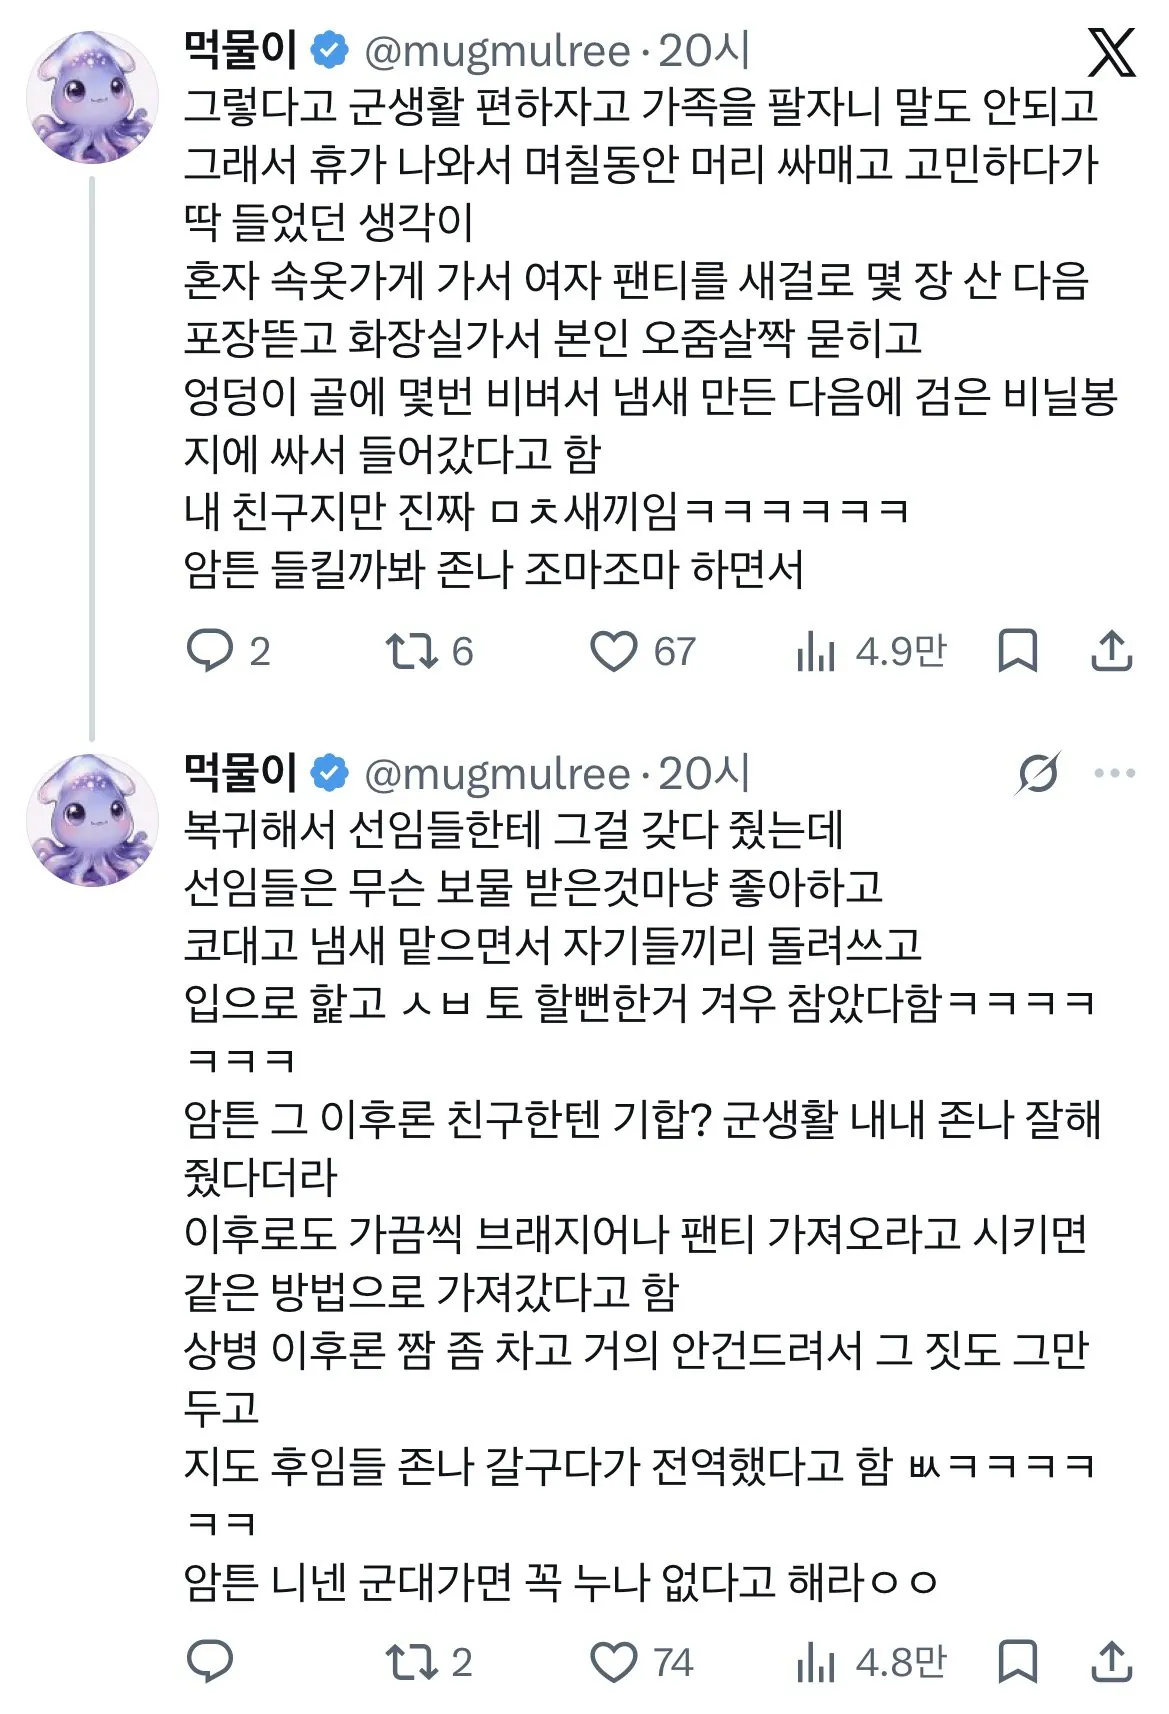 먹물이 @mugmulree·20시
그렇다고 군생활 편하자고 가족을 팔자니 말도 안되고
그래서 휴가 나와서 며칠동안 머리 싸매고 고민하다가
딱 들었던 생각이
혼자 속옷가게 가서 여자 팬티를 새걸로 몇 장 산 다음
포장뜯고 화장실가서 본인 오줌살짝 묻히고
엉덩이 골에 몇번 비벼서 냄새 만든 다음에 검은 비닐봉
지에 싸서 들어갔다고 함
내 친구지만 진짜 ㅁㅊ새끼임ㅋㅋㅋㅋㅋㅋ
암튼 들킬까봐 존나 조마조마 하면서
2 6 67 4.9만
먹물이 @mugmulree·20시
복귀해서 선임들한테 그걸 갖다 줬는데
선임들은 무슨 보물 받은것마냥 좋아하고
코대고 냄새 맡으면서 자기들끼리 돌려쓰고
입으로 핥고 ㅅㅂ 토 할뻔한거 겨우 참았다함ㅋㅋㅋㅋ
ㅋㅋㅋ
암튼 그 이후론 친구한텐 기합? 군생활 내내 존나 잘해
줬다더라
이후로도 가끔씩 브래지어나 팬티 가져오라고 시키면
같은 방법으로 가져갔다고 함
상병 이후론 짬 좀 차고 거의 안건드려서 그 짓도 그만
두고
지도 후임들 존나 갈구다가 전역했다고 함 ㅄㅋㅋㅋㅋ
ㅋㅋ
암튼 니넨 군대가면 꼭 누나 없다고 해라ㅇㅇ
2 74 4.8만